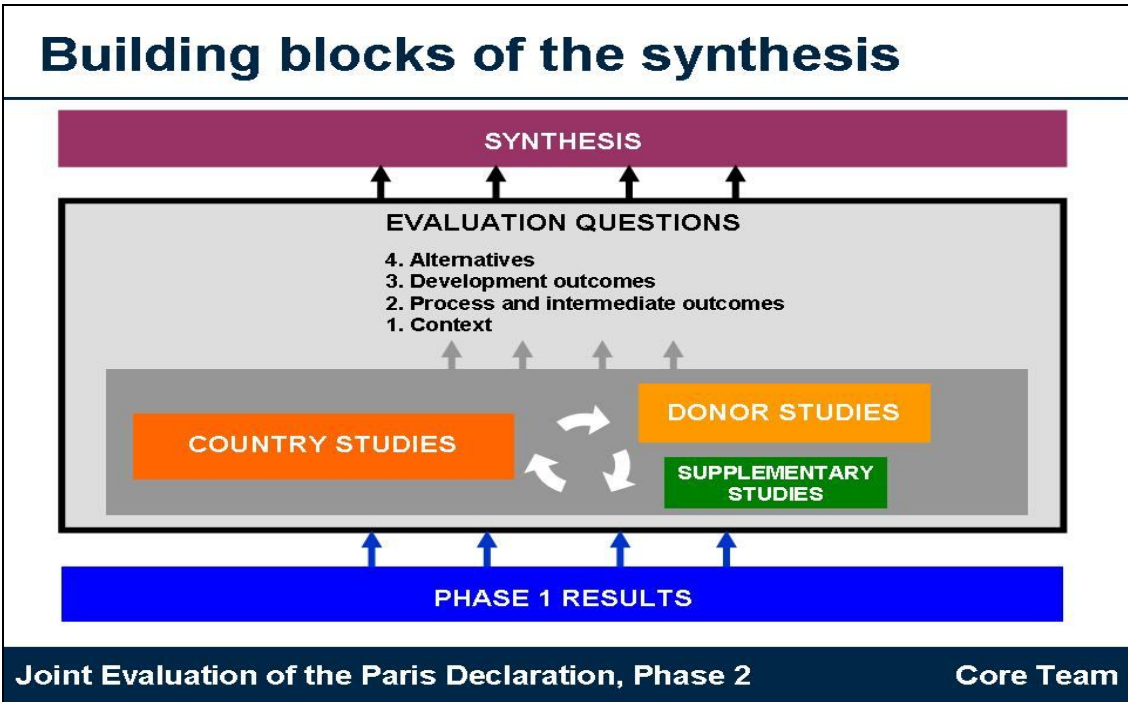 Building blocks of the synthesis
SYNTHESIS
EVALUATION QUESTIONS
4. Alternatives
3. Development outcomes
2. Process and intermediate outcomes
1. Context
COUNTRY STUDIES
DONOR STUDIES
SUPPLEMENTARY
STUDIES
PHASE 1 RESULTS
Joint Evaluation of the Paris Declaration, Phase 2
Core Team